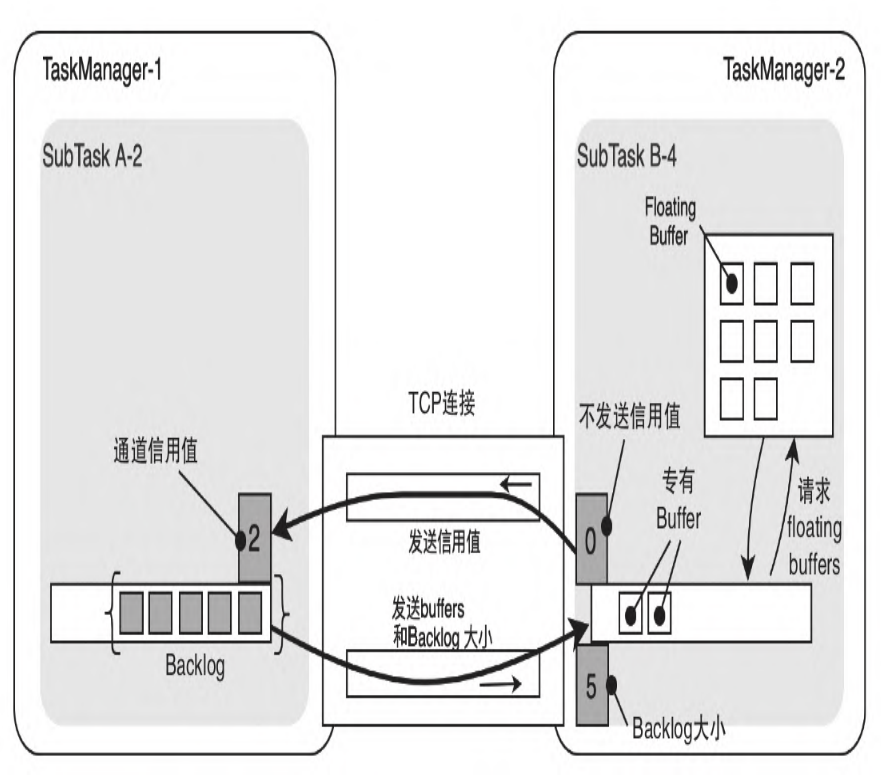 TaskManager-1
TaskManager-2
SubTask A-2
SubTask B-4
Floating
Buffer
TCP连接
不发送信用值
通道信用值
专有
Buffer
请求
floating
buffers
2
0
发送信用值
发送buffers
和Backlog 大小
Backlog
5
Backlog大小